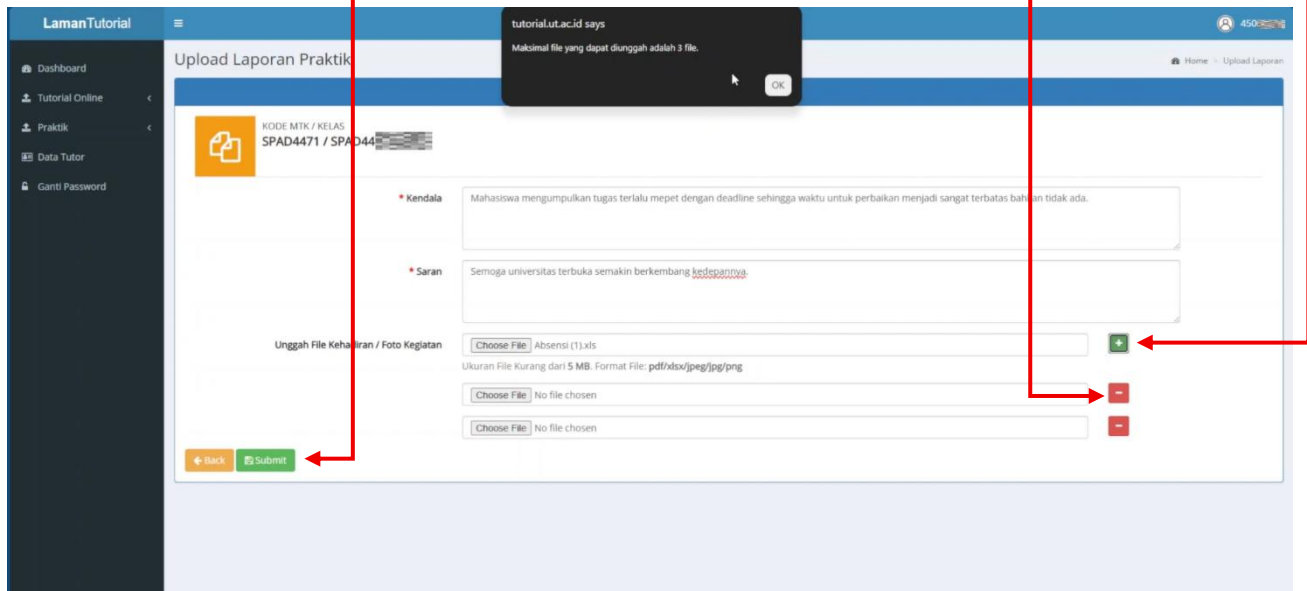 LamanTutorial
tutorial.ut.ac.id says
Maksimal file yang dapat diunggah adalah 3 file.
OK
450
Dashboard
Tutorial Online
Praktik
Data Tutor
Ganti Password
Upload Laporan Praktik
Home > Upload Laporan
KODE MTK / KELAS
SPAD4471 / SPAD44
* Kendala
Mahasiswa mengumpulkan tugas terlalu mepet dengan deadline sehingga waktu untuk perbaikan menjadi sangat terbatas bahkan tidak ada.
* Saran
Semoga universitas terbuka semakin berkembang kedepannya.
Unggah File Kehadiran / Foto Kegiatan
Choose File Absensi (1).xls
+
Ukuran File Kurang dari 5 MB. Format File: pdf/xlsx/jpeg/jpg/png
Choose File No file chosen
-
Choose File No file chosen
-
Back
Submit